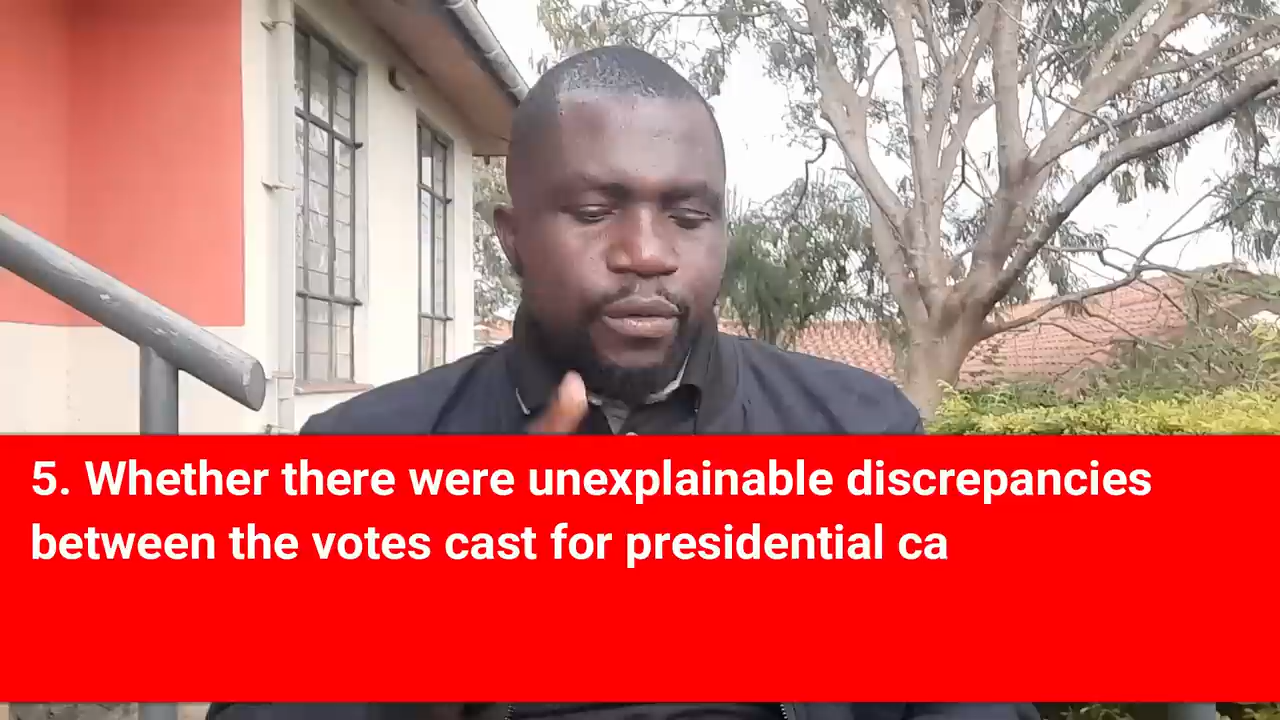 5. Whether there were unexplainable discrepancies
between the votes cast for presidential ca